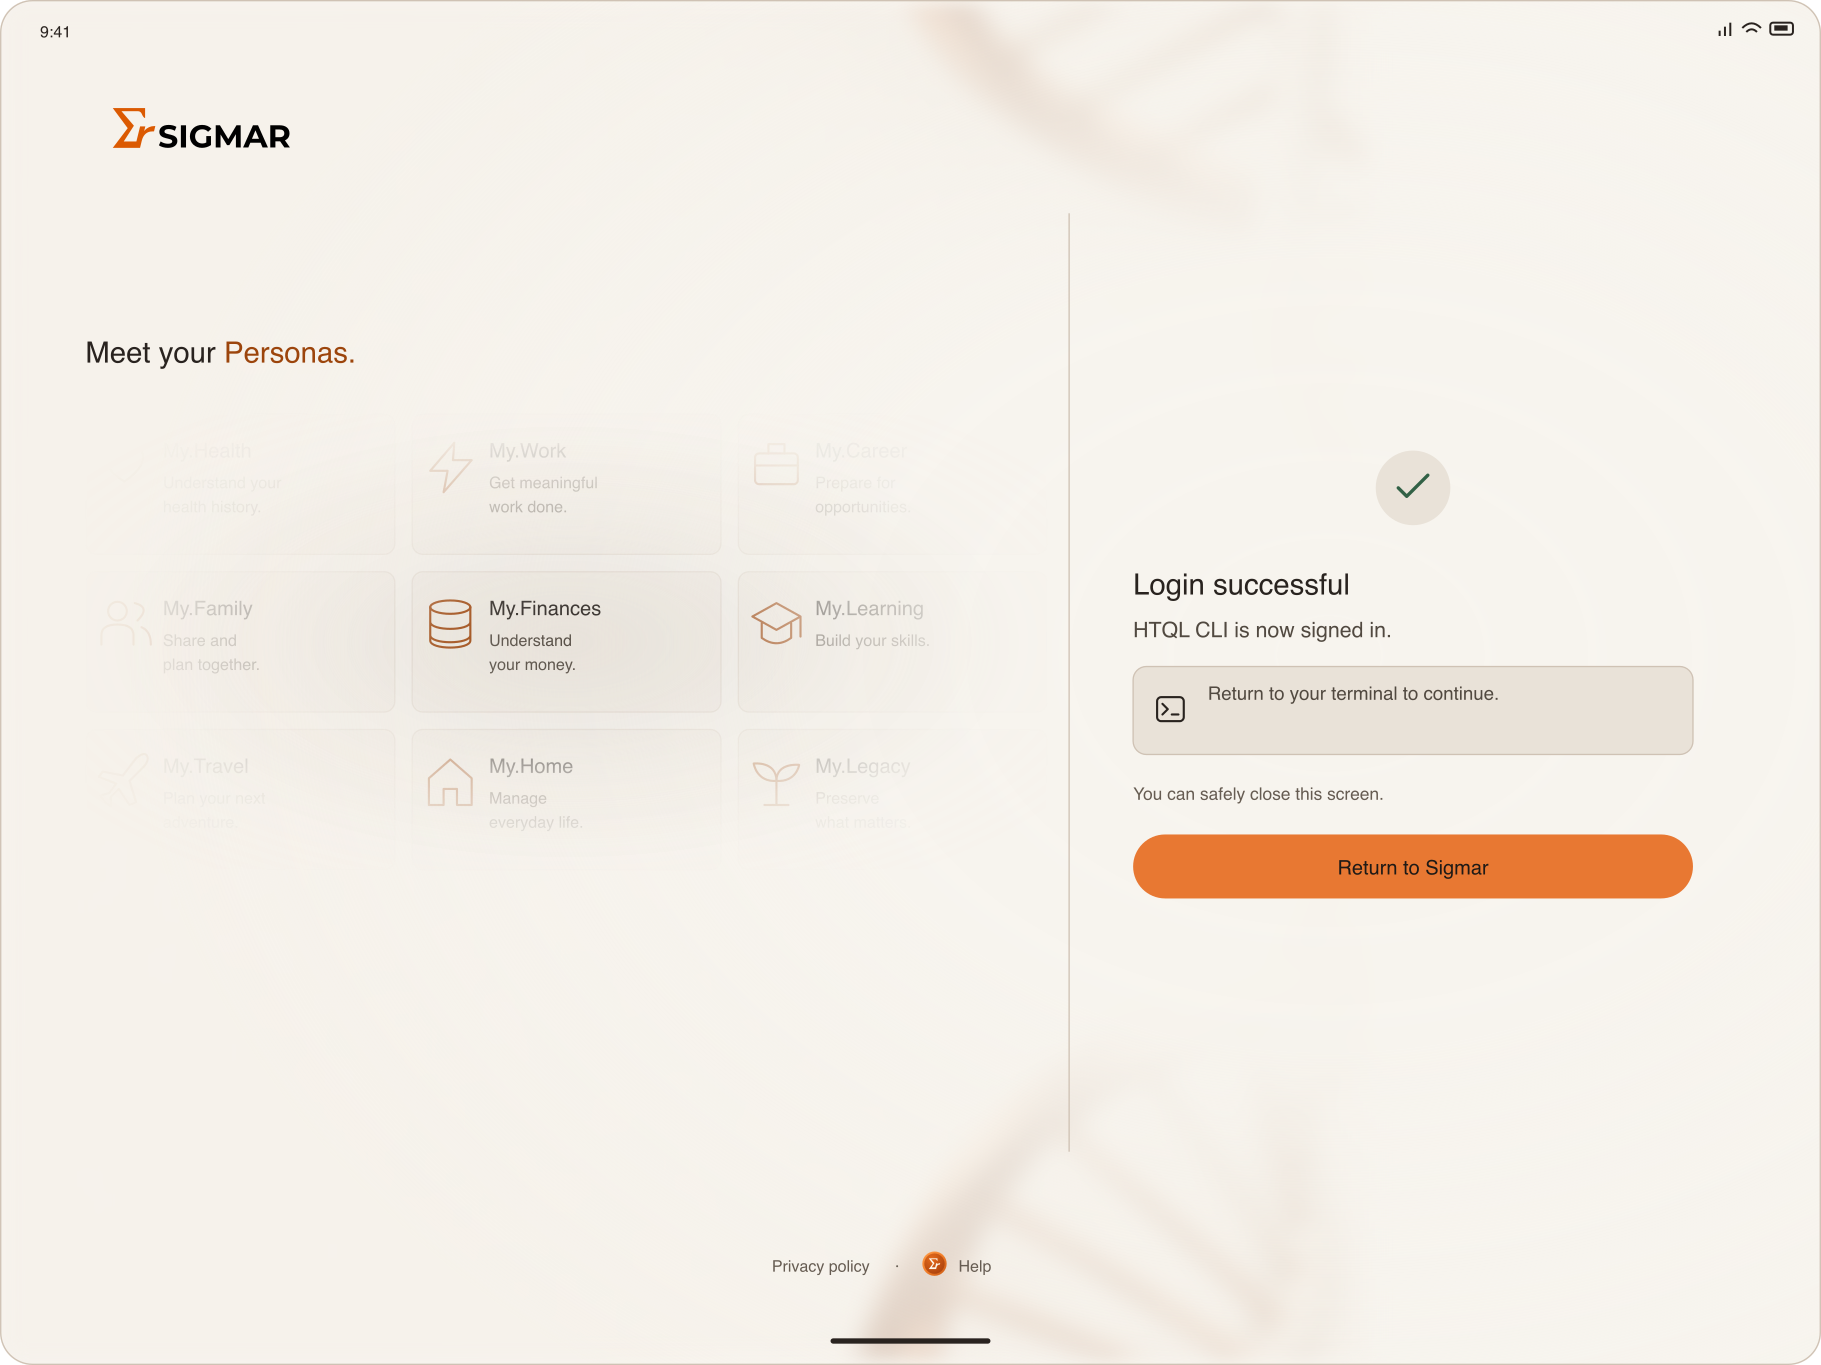 9:41
Σr SIGMAR
Meet your Personas.
My.Health
Understand your
health history.
My.Work
Get meaningful
work done.
My.Career
Prepare for
opportunities.
My.Family
Share and
plan together.
My.Finances
Understand
your money.
My.Learning
Build your skills.
My.Travel
Plan your next
adventure.
My.Home
Manage
everyday life.
My.Legacy
Preserve
what matters.
Login successful
HTQL CLI is now signed in.
Return to your terminal to continue.
You can safely close this screen.
Return to Sigmar
Privacy policy · Σr Help